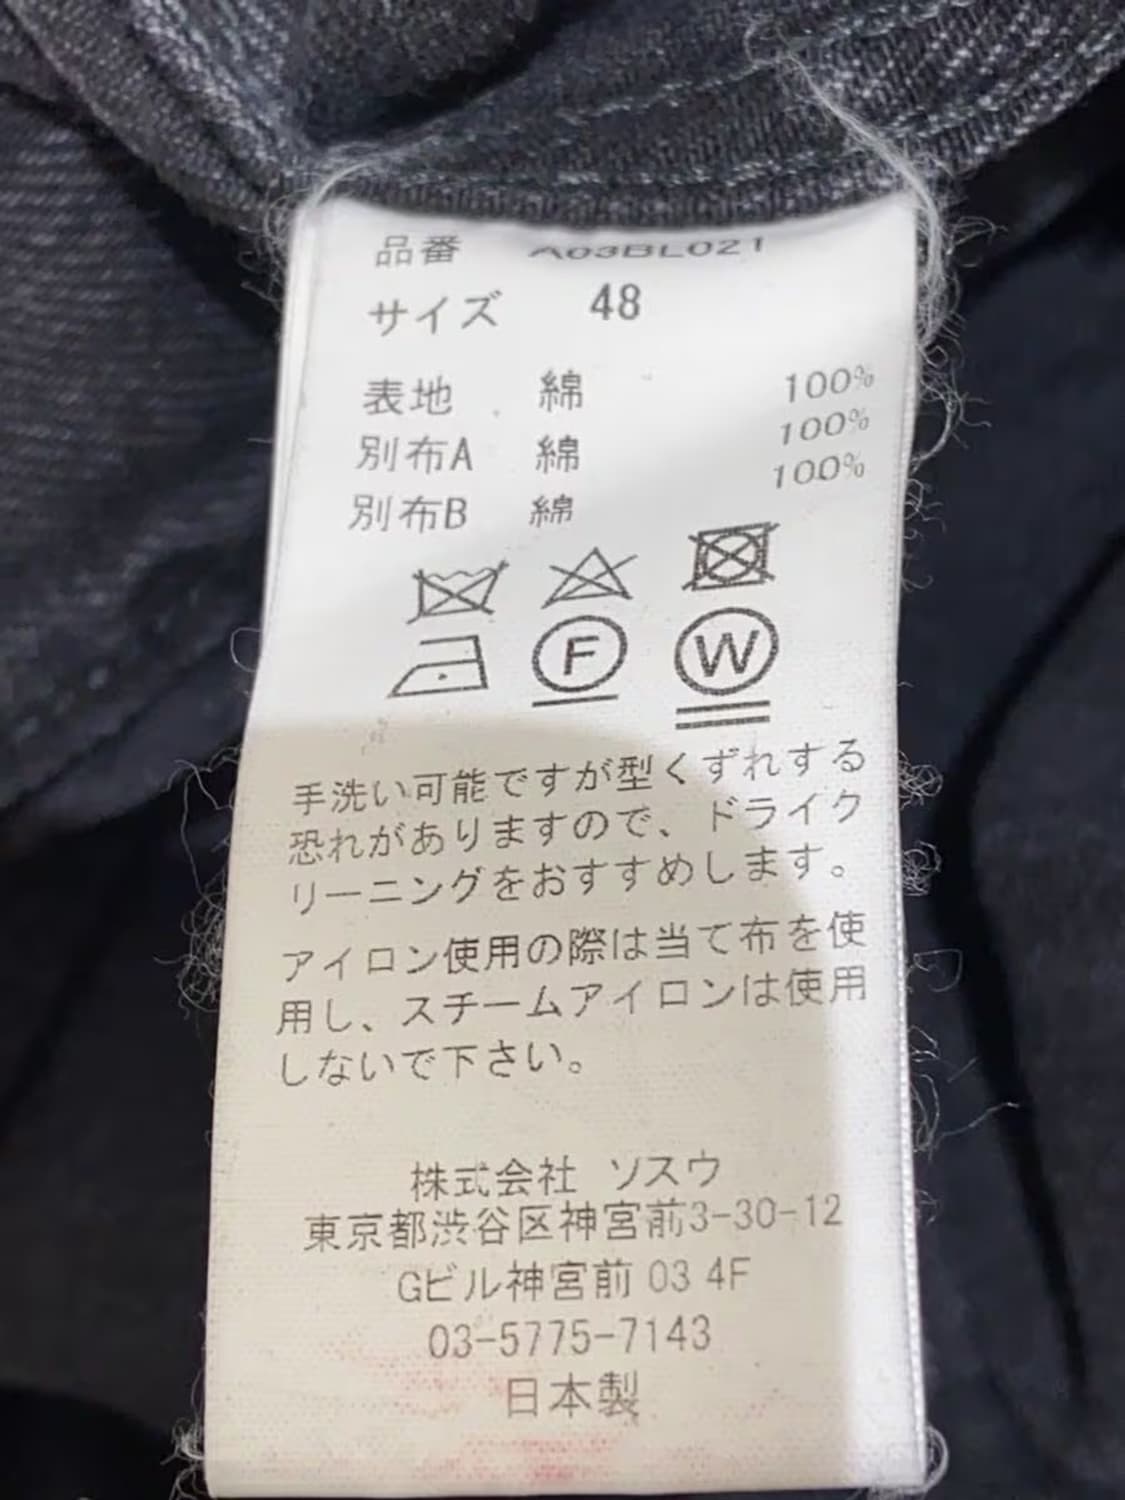 品番 A03BL021
サイズ 48
表地 綿 100%
別布A 綿 100%
別布B 綿 100%
F W
手洗い可能ですが型くずれする
恐れがありますので、ドライク
リーニングをおすすめします。
アイロン使用の際は当て布を使
用し、スチームアイロンは使用
しないで下さい。
株式会社 ソスウ
東京都渋谷区神宮前3-30-12
Gビル神宮前 03 4F
03-5775-7143
日本製